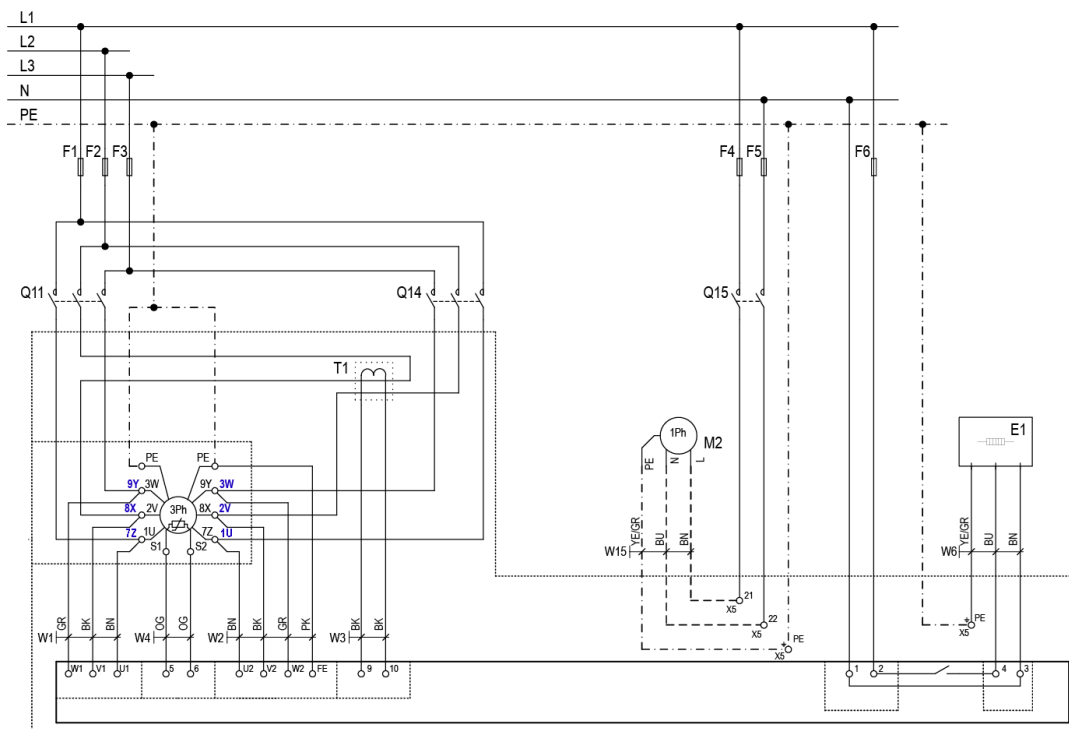 L1
L2
L3
N
PE
F1 F2 F3 F4 F5 F6
Q11 Q14 Q15
T1
1Ph M2 E1
PE N L
PE PE
9Y 3W 9Y 3W
8X 2V 3Ph 8X 2V
7Z 1U 7Z 1U
S1 S2
YE/GR BU BN YE/GR BU BN
W15 W6
21
X5
22
X5
PE
X5
PE
X5
GR BK BN OG OG BN BK GR PK BK BK
W1 W4 W2 W3
W1 V1 U1 5 6 U2 V2 W2 FE 9 10 1 2 4 3